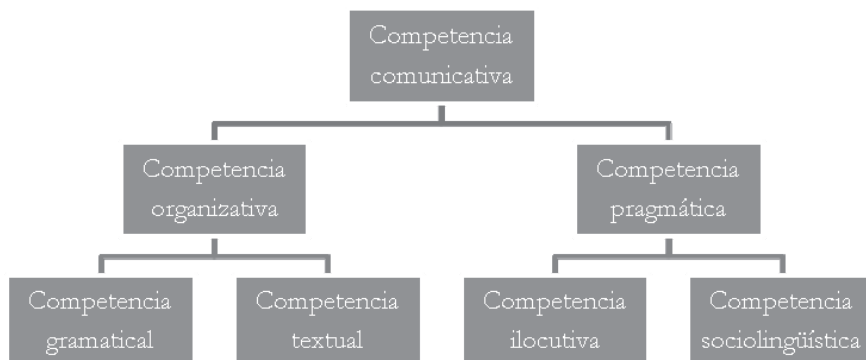 Competencia
comunicativa
Competencia
organizativa
Competencia
pragmática
Competencia
gramatical
Competencia
textual
Competencia
ilocutiva
Competencia
sociolingüística